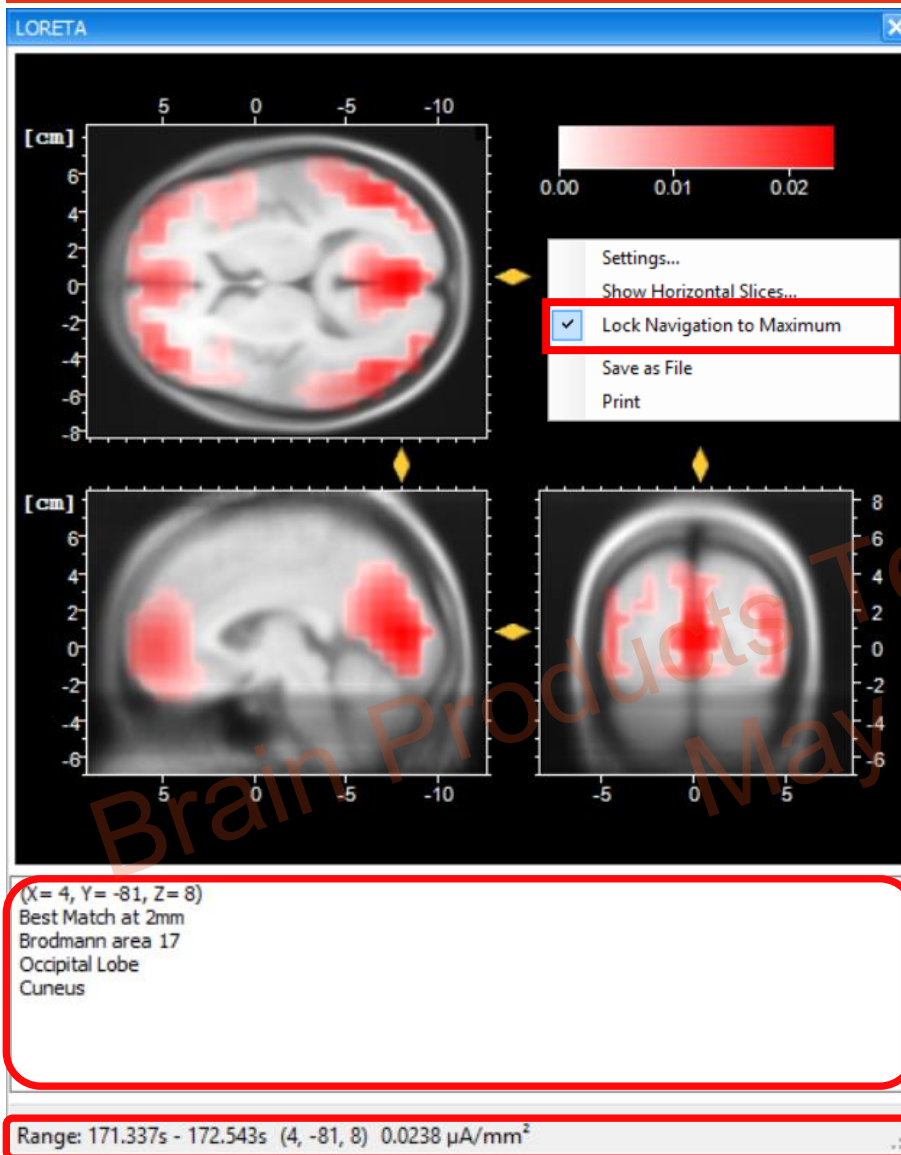 LORETA
5 0 -5 -10
[cm]
6
4
2
0
-2
-4
-6
-8
0.00 0.01 0.02
Settings...
Show Horizontal Slices...
Lock Navigation to Maximum
Save as File
Print
[cm]
6
4
2
0
-2
-4
-6
5 0 -5 -10
8
6
4
2
0
-2
-4
-6
-5 0 5
Brain Products
May
(X= 4, Y= -81, Z= 8)
Best Match at 2mm
Brodmann area 17
Occipital Lobe
Cuneus
Range: 171.337s - 172.543s (4, -81, 8) 0.0238 µA/mm²